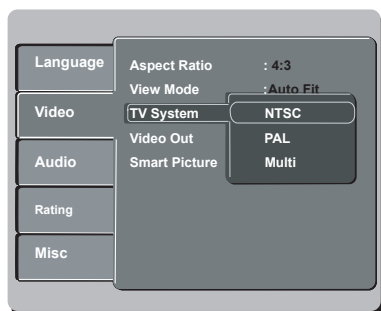 Language
Video
Audio
Rating
Misc
Aspect Ratio : 4:3
View Mode :Auto Fit
TV System NTSC
Video Out PAL
Smart Picture Multi